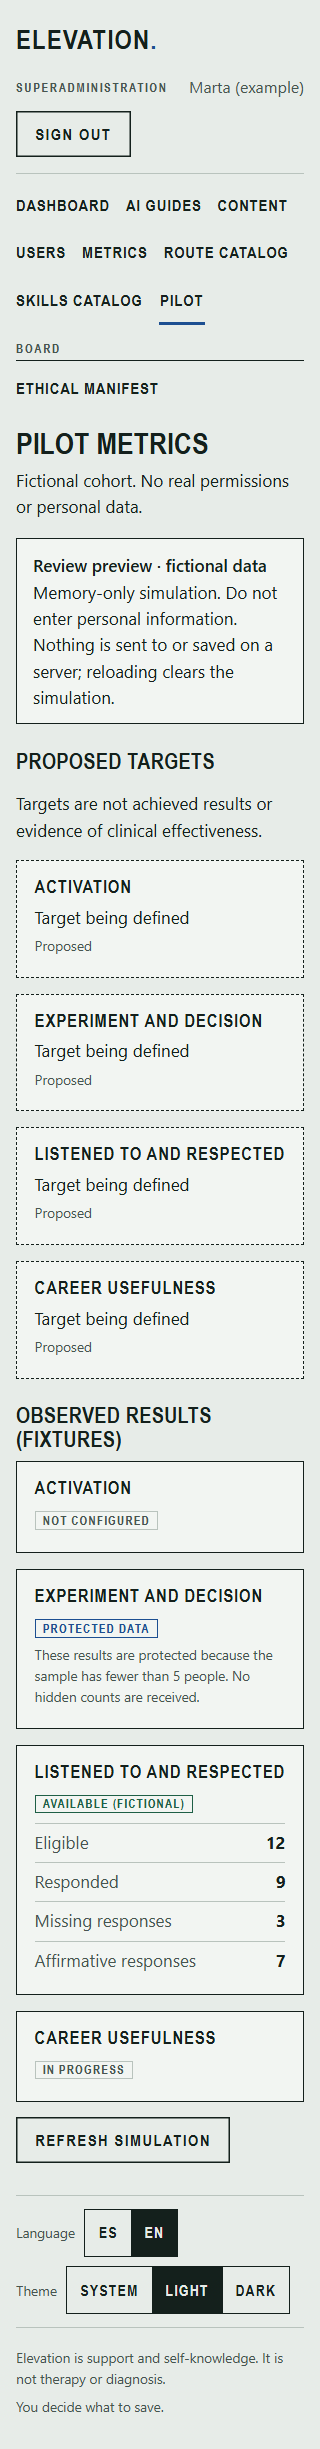 ELEVATION.
SUPERADMINISTRATION Marta (example)
SIGN OUT
DASHBOARD AI GUIDES CONTENT
USERS METRICS ROUTE CATALOG
SKILLS CATALOG PILOT
BOARD
ETHICAL MANIFEST
PILOT METRICS
Fictional cohort. No real permissions
or personal data.
Review preview · fictional data
Memory-only simulation. Do not
enter personal information.
Nothing is sent to or saved on a
server; reloading clears the
simulation.
PROPOSED TARGETS
Targets are not achieved results or
evidence of clinical effectiveness.
ACTIVATION
Target being defined
Proposed
EXPERIMENT AND DECISION
Target being defined
Proposed
LISTENED TO AND RESPECTED
Target being defined
Proposed
CAREER USEFULNESS
Target being defined
Proposed
OBSERVED RESULTS
(FIXTURES)
ACTIVATION
NOT CONFIGURED
EXPERIMENT AND DECISION
PROTECTED DATA
These results are protected because the
sample has fewer than 5 people. No
hidden counts are received.
LISTENED TO AND RESPECTED
AVAILABLE (FICTIONAL)
Eligible 12
Responded 9
Missing responses 3
Affirmative responses 7
CAREER USEFULNESS
IN PROGRESS
REFRESH SIMULATION
Language ES EN
Theme SYSTEM LIGHT DARK
Elevation is support and self-knowledge. It is
not therapy or diagnosis.
You decide what to save.